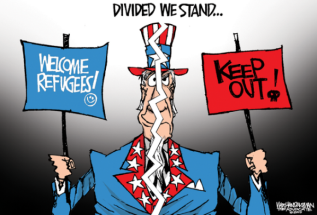 DIVIDED WE STAND...
WELCOME
REFUGEES!
KEEP
OUT!